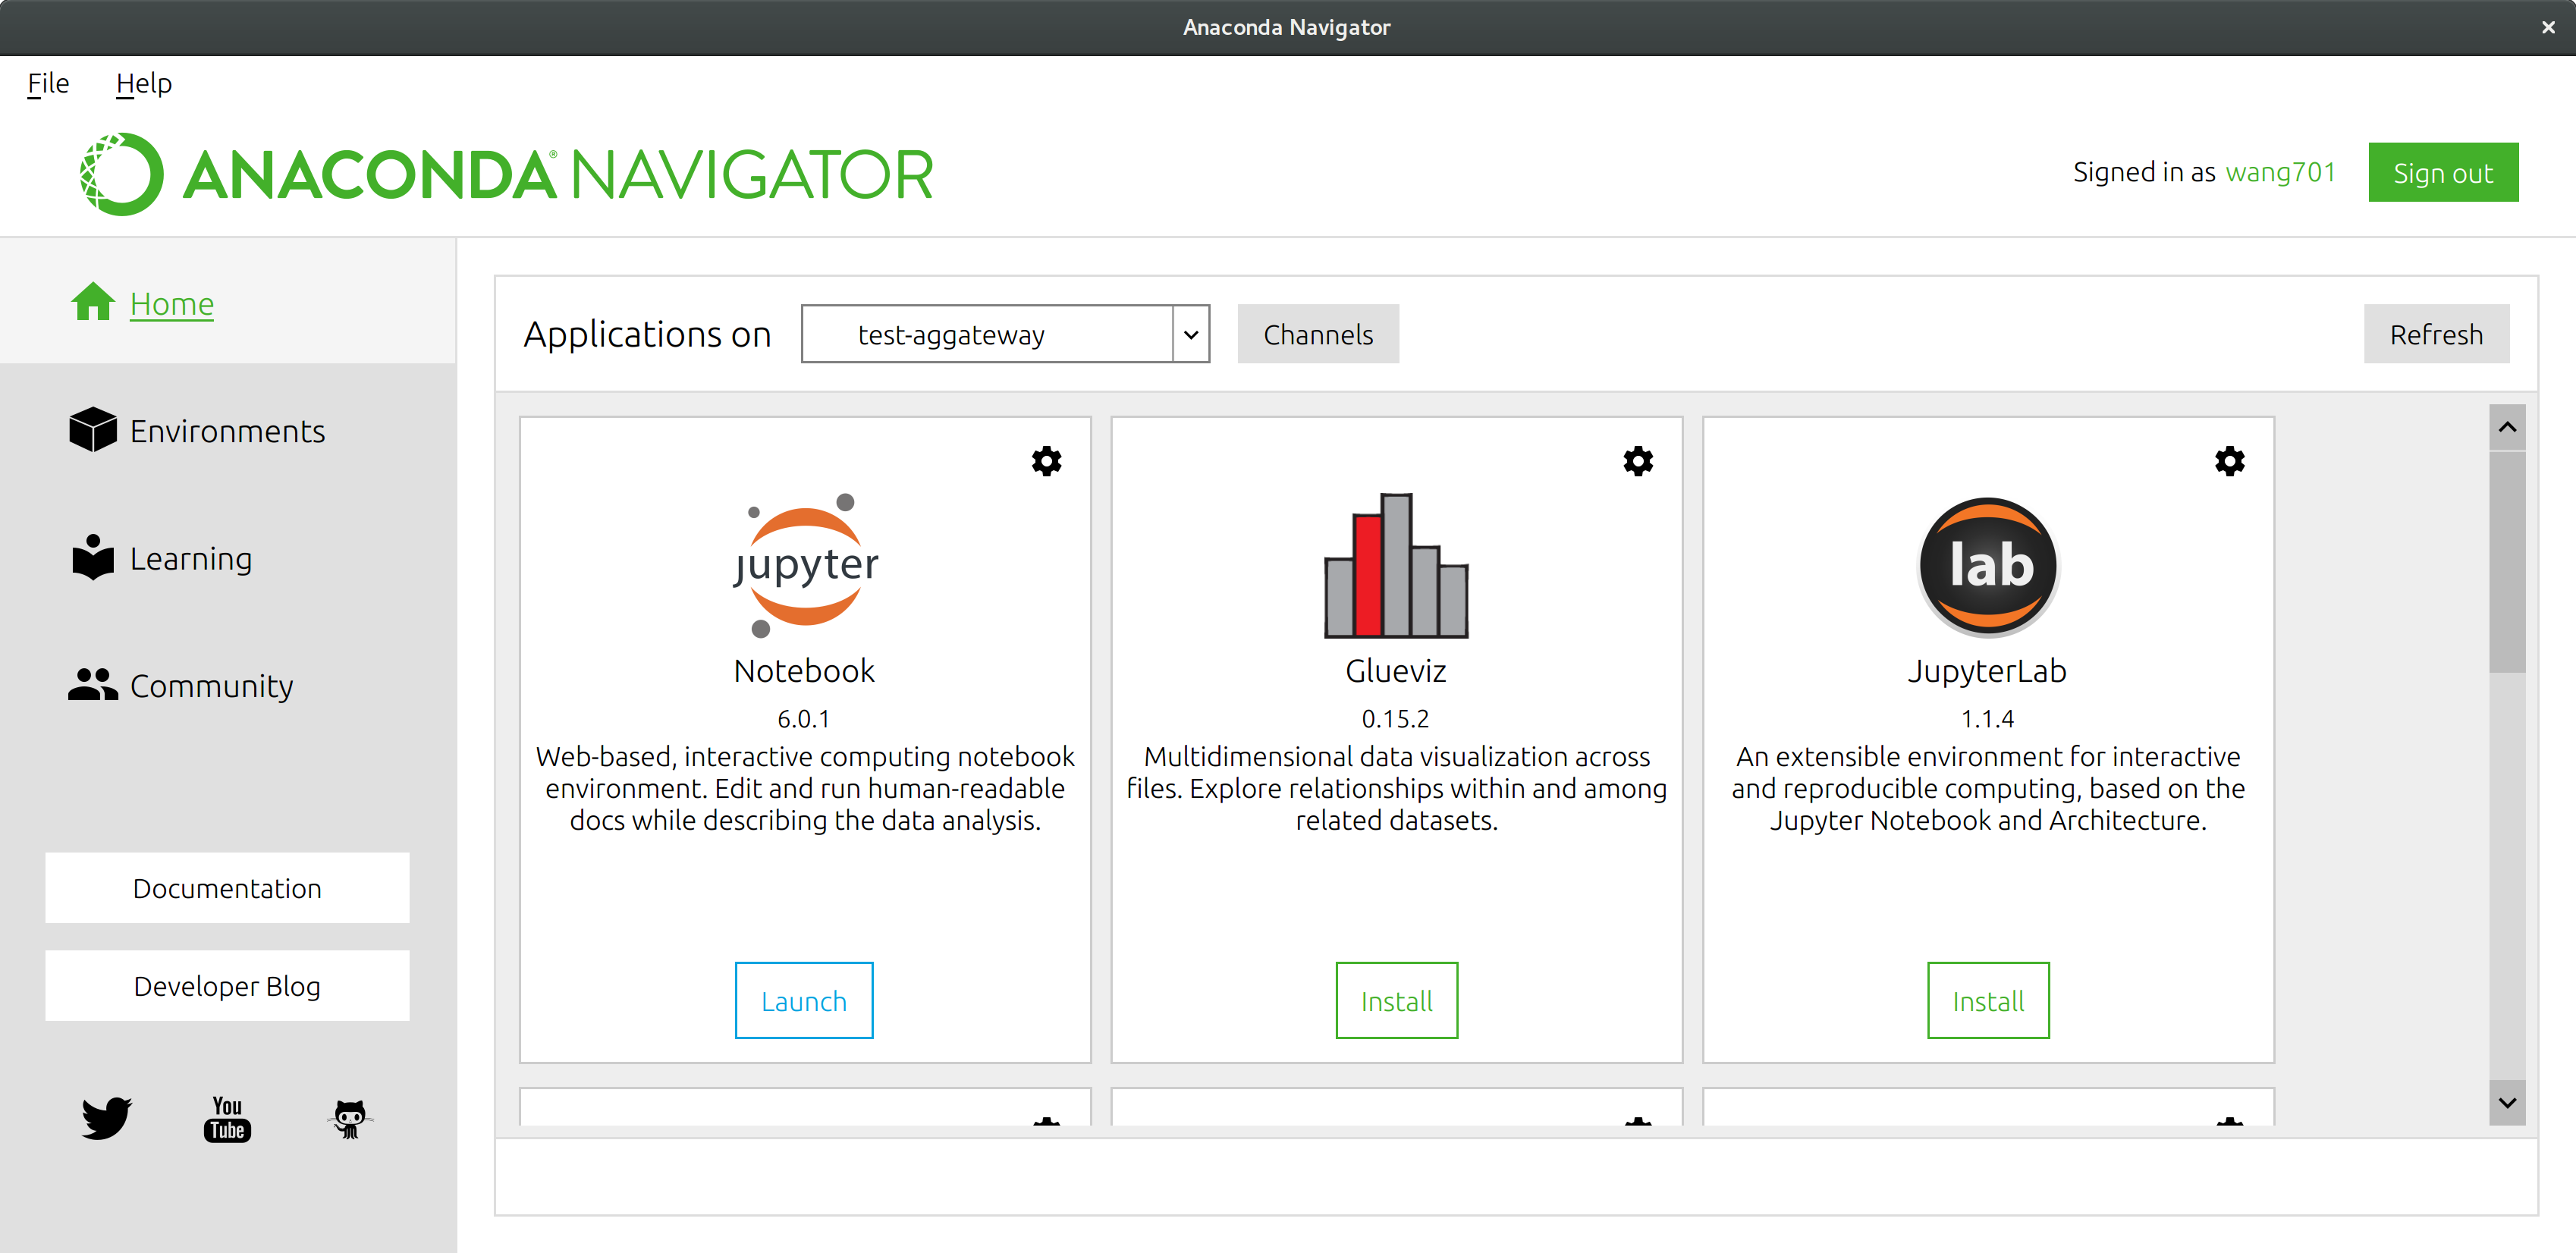 Anaconda Navigator
File Help
ANACONDA® NAVIGATOR
Signed in as wang701 Sign out
Home
Environments
Learning
Community
Documentation
Developer Blog
You
Tube
Applications on test-aggateway Channels Refresh
jupyter
Notebook
6.0.1
Web-based, interactive computing notebook
environment. Edit and run human-readable
docs while describing the data analysis.
Launch
Glueviz
0.15.2
Multidimensional data visualization across
files. Explore relationships within and among
related datasets.
Install
lab
JupyterLab
1.1.4
An extensible environment for interactive
and reproducible computing, based on the
Jupyter Notebook and Architecture.
Install